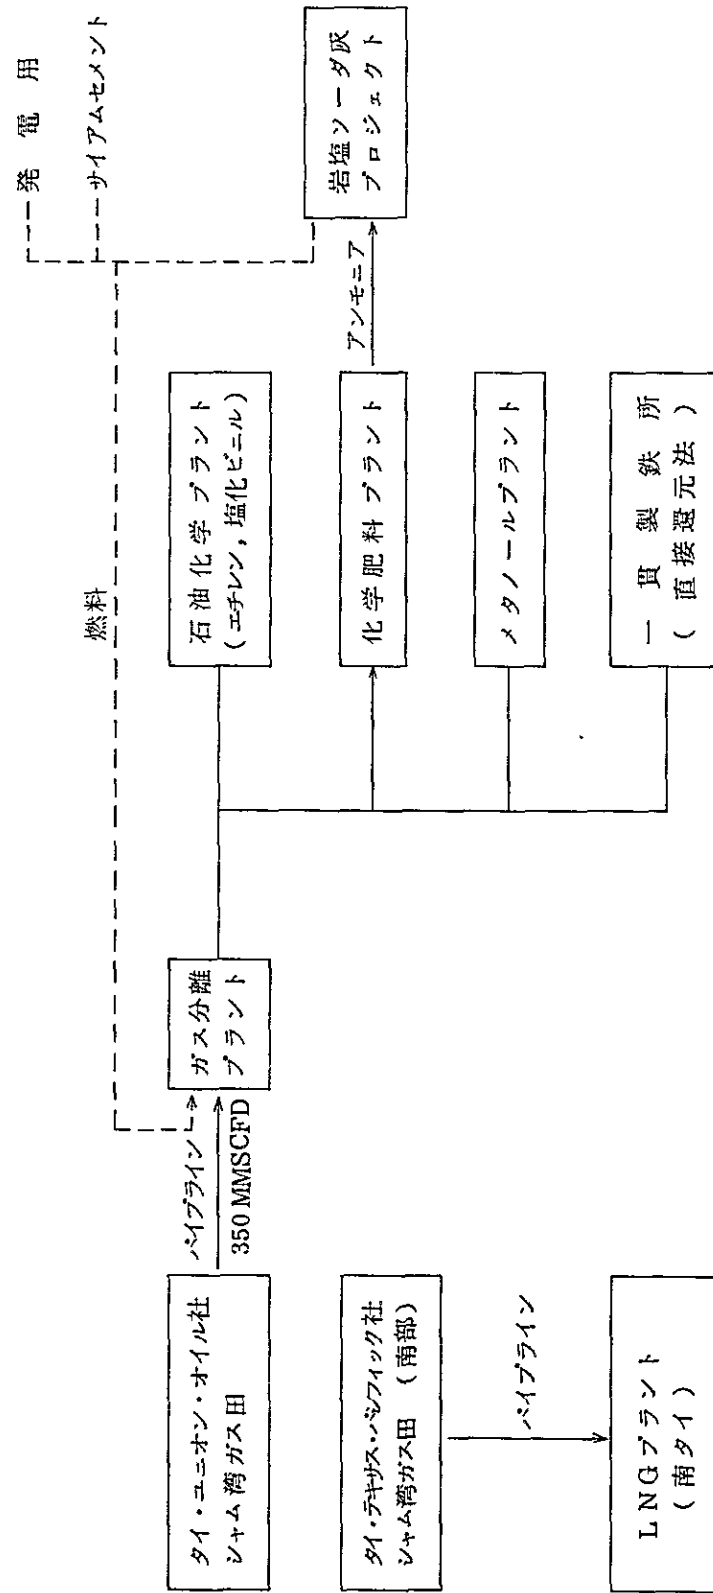 タイ・ユニオン・オイル社
シャム湾ガス田
パイプライン
350 MMSCFD
ガス分離
プラント
燃料
発電用
サイアムセメント
石油化学プラント
(エチレン，塩化ビニル)
化学肥料プラント
アンモニア
岩塩ソーダ灰
プロジェクト
メタノールプラント
一貫製鉄所
(直接還元法)
タイ・テキサス・パシフィック社
シャム湾ガス田 (南部)
パイプライン
LNGプラント
(南タイ)